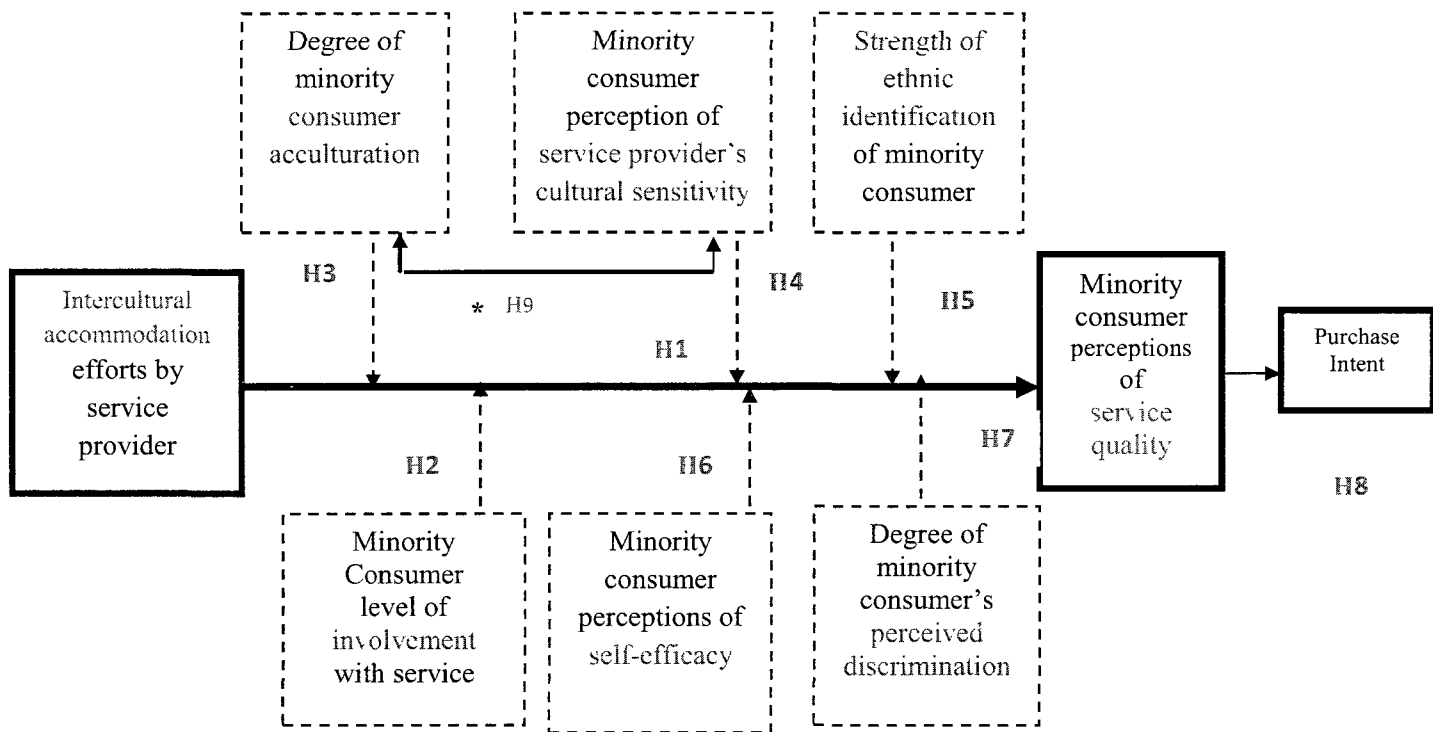 Degree of
minority
consumer
acculturation
Minority
consumer
perception of
service provider's
cultural sensitivity
Strength of
ethnic
identification
of minority
consumer
H3
* H9
H4
H5
Intercultural
accommodation
efforts by
service
provider
H1
Minority
consumer
perceptions
of
service
quality
Purchase
Intent
H2
H6
H7
H8
Minority
Consumer
level of
involvement
with service
Minority
consumer
perceptions of
self-efficacy
Degree of
minority
consumer's
perceived
discrimination